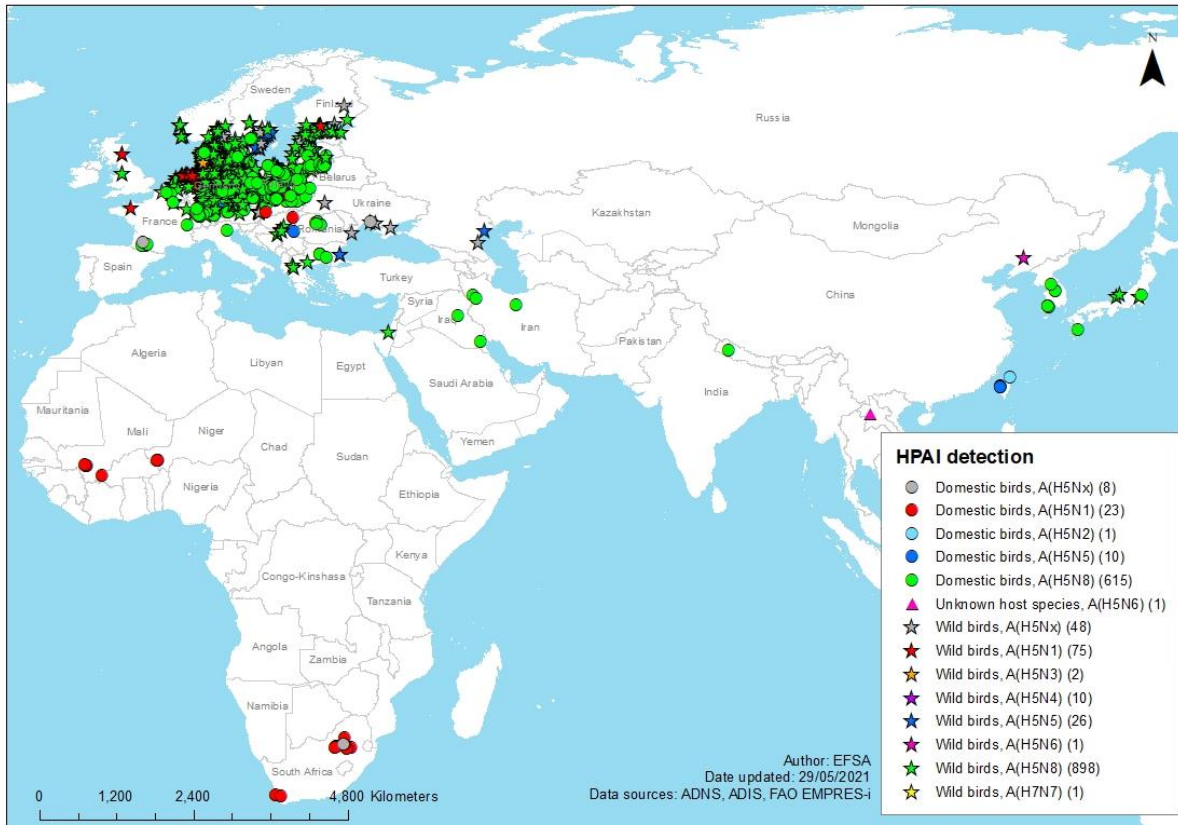 N
Sweden
Finland
Russia
Belarus
Ukraine
Kazakhstan
Mongolia
France
Romania
Spain
Turkey
China
Syria
Iraq
Iran
Pakistan
Algeria
Libyan
Egypt
Saudi Arabia
India
Mauritania
Mali
Niger
Chad
Sudan
Yemen
Nigeria
Ethiopia
Kenya
Congo-Kinshasa
Tanzania
Angola
Zambia
Namibia
South Africa
HPAI detection
Domestic birds, A(H5Nx) (8)
Domestic birds, A(H5N1) (23)
Domestic birds, A(H5N2) (1)
Domestic birds, A(H5N5) (10)
Domestic birds, A(H5N8) (615)
Unknown host species, A(H5N6) (1)
Wild birds, A(H5Nx) (48)
Wild birds, A(H5N1) (75)
Wild birds, A(H5N3) (2)
Wild birds, A(H5N4) (10)
Wild birds, A(H5N5) (26)
Wild birds, A(H5N6) (1)
Wild birds, A(H5N8) (898)
Wild birds, A(H7N7) (1)
Author: EFSA
Date updated: 29/05/2021
Data sources: ADNS, ADIS, FAO EMPRES-i
0 1,200 2,400 4,800 Kilometers